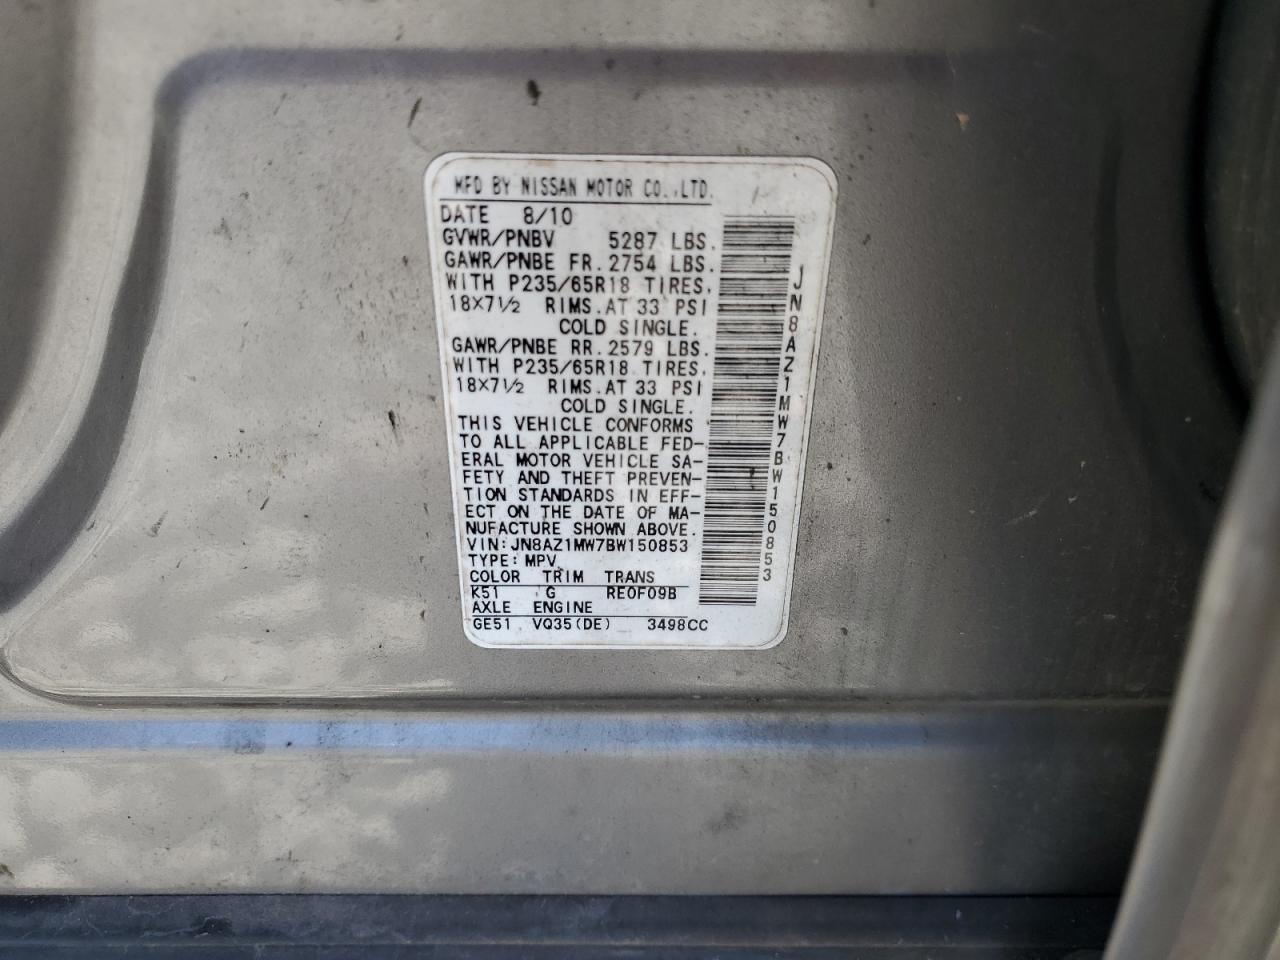 MFD BY NISSAN MOTOR CO.,LTD.
DATE 8/10
GVWR/PNBV 5287 LBS.
GAWR/PNBE FR. 2754 LBS.
WITH P235/65R18 TIRES,
18X7½ RIMS.AT 33 PSI
COLD SINGLE.
GAWR/PNBE RR. 2579 LBS.
WITH P235/65R18 TIRES.
18X7½ RIMS.AT 33 PSI
COLD SINGLE.
THIS VEHICLE CONFORMS
TO ALL APPLICABLE FED-
ERAL MOTOR VEHICLE SA-
FETY AND THEFT PREVEN-
TION STANDARDS IN EFF-
ECT ON THE DATE OF MA-
NUFACTURE SHOWN ABOVE.
VIN:JN8AZ1MW7BW150853
TYPE:MPV
COLOR TRIM TRANS
K51 G RE0F09B
AXLE ENGINE
GE51 VQ35(DE) 3498CC
JN8AZ1MW7BW150853